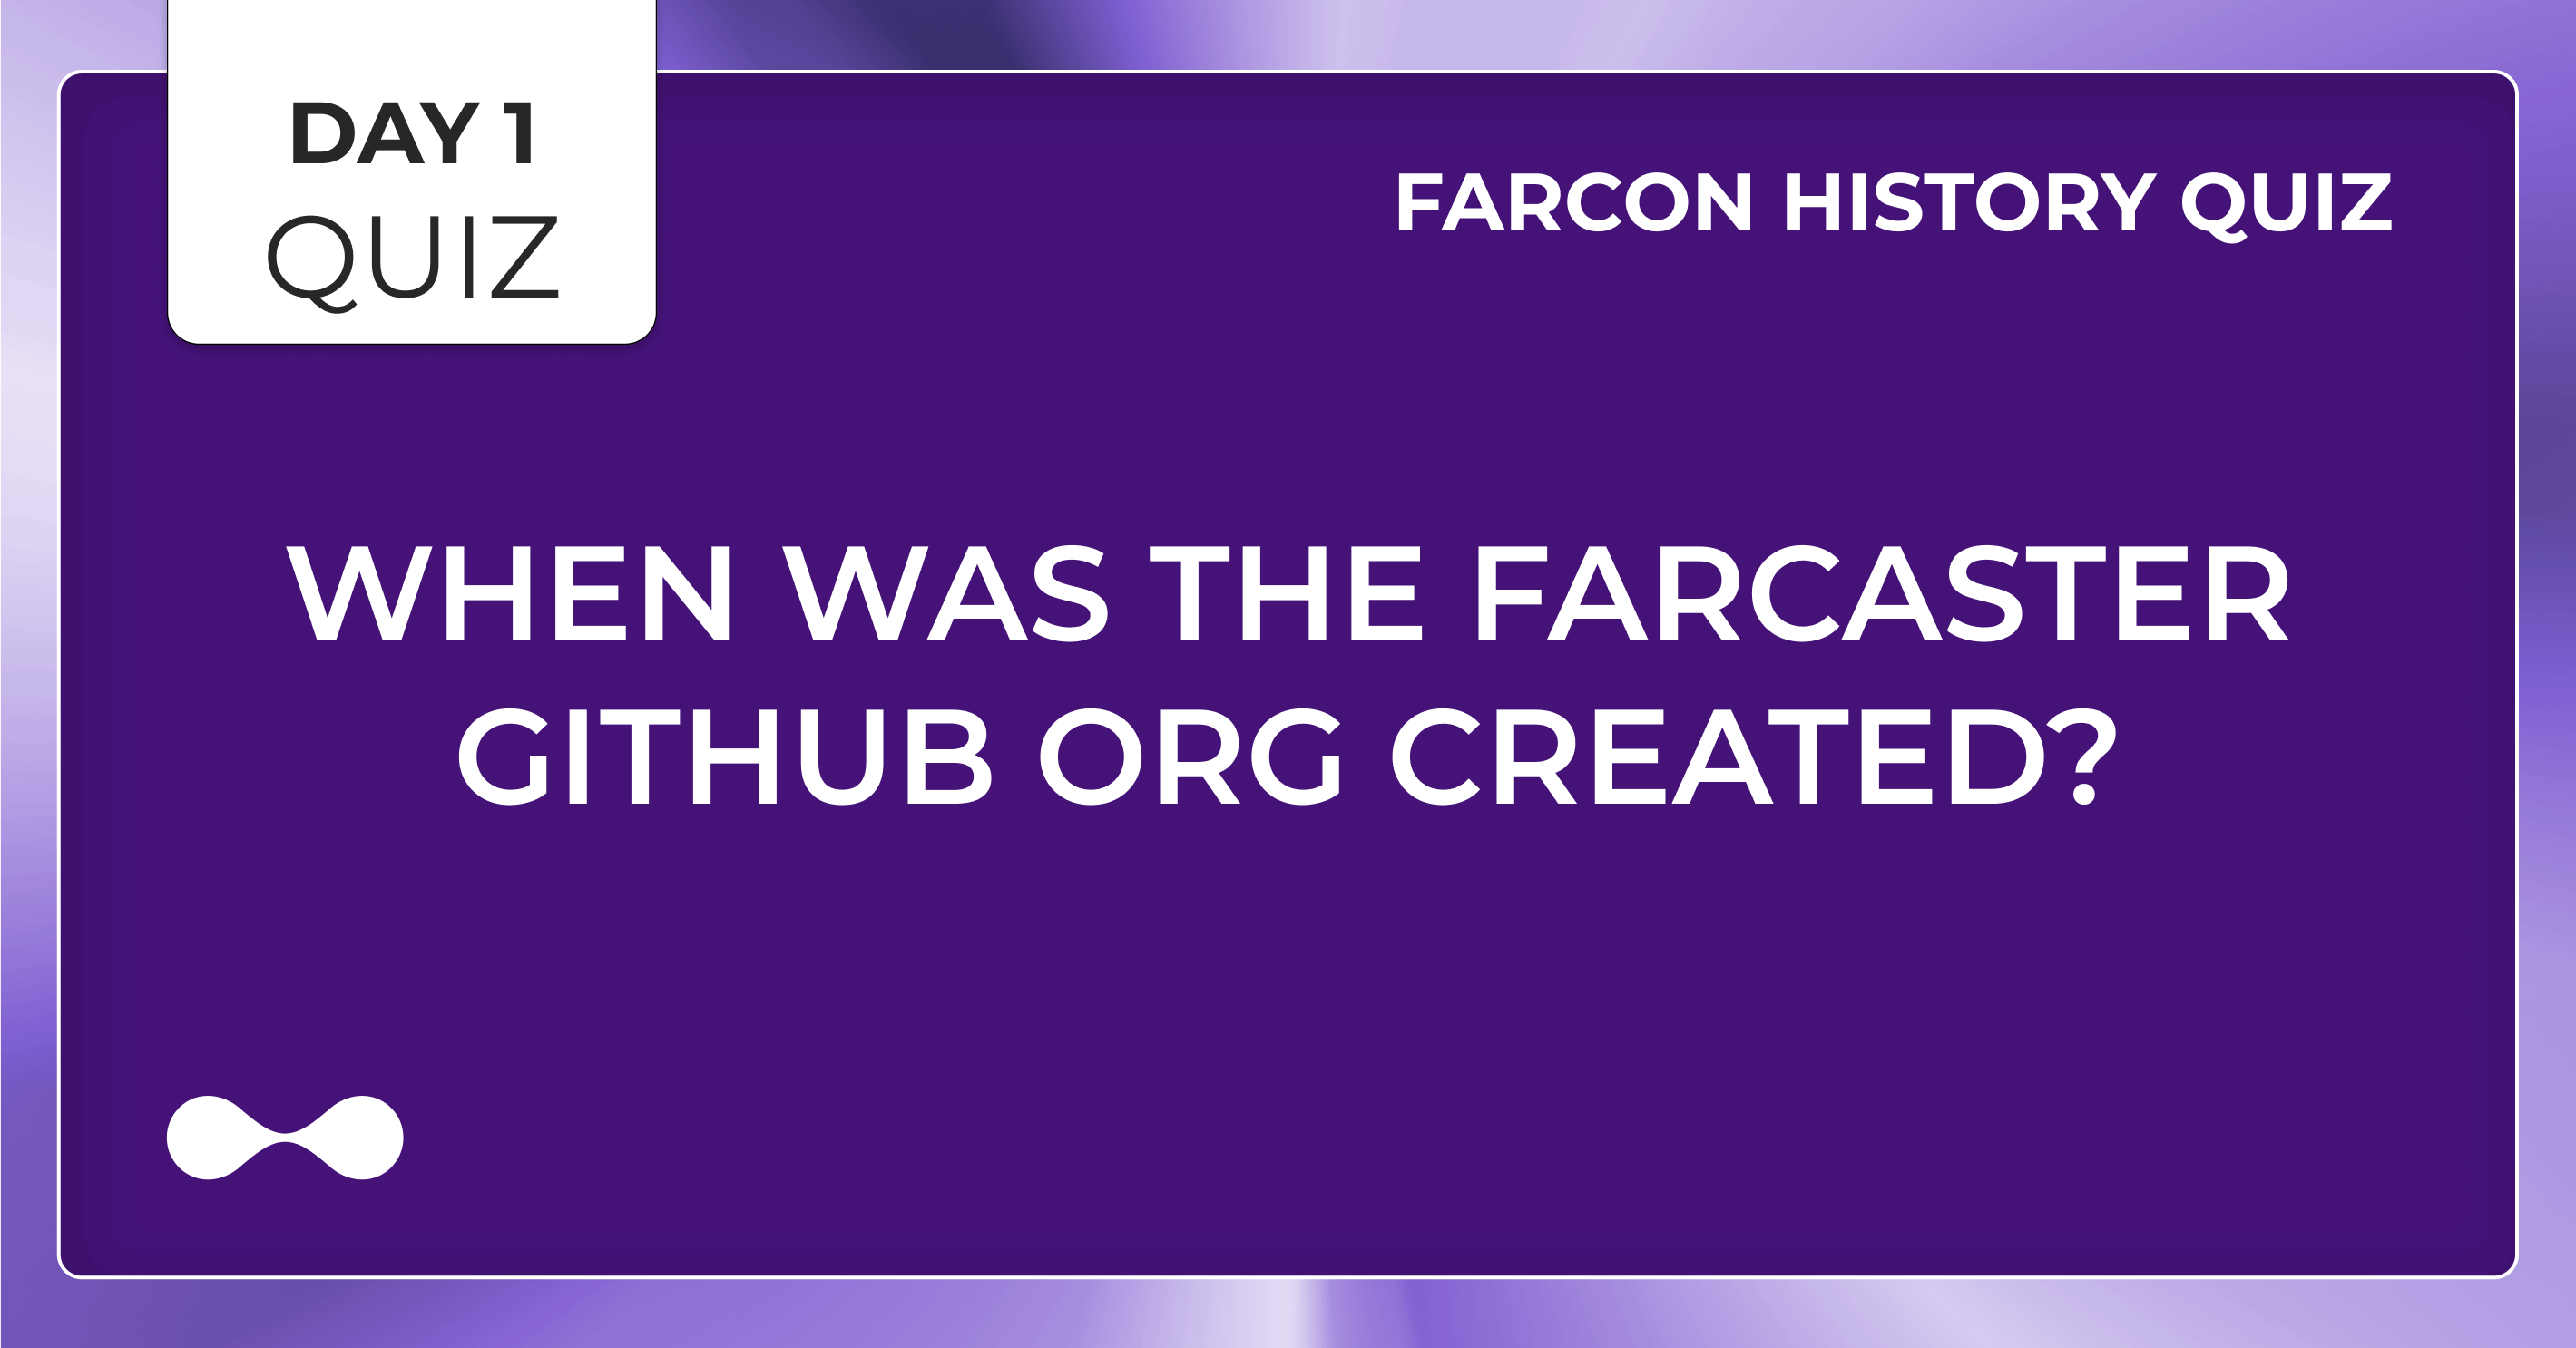 DAY 1
QUIZ
FARCON HISTORY QUIZ
WHEN WAS THE FARCASTER
GITHUB ORG CREATED?